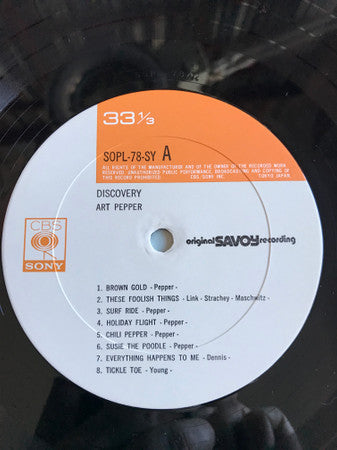 33 1/3
SOPL-78-SY A
ALL RIGHTS OF THE MANUFACTURER AND OF THE OWNER OF THE RECORDED WORK
RESERVED. UNAUTHORIZED PUBLIC PERFORMANCE, BROADCASTING AND COPYING OF
THIS RECORD PROHIBITED CBS/SONY INC. TOKYO JAPAN
DISCOVERY
ART PEPPER
CBS
SONY
original SAVOY recording
1. BROWN GOLD - Pepper -
2. THESE FOOLISH THINGS - Link - Strachey - Maschwitz -
3. SURF RIDE - Pepper -
4. HOLIDAY FLIGHT - Pepper -
5. CHILI PEPPER - Pepper -
6. SUSIE THE POODLE - Pepper -
7. EVERYTHING HAPPENS TO ME - Dennis -
8. TICKLE TOE - Young -